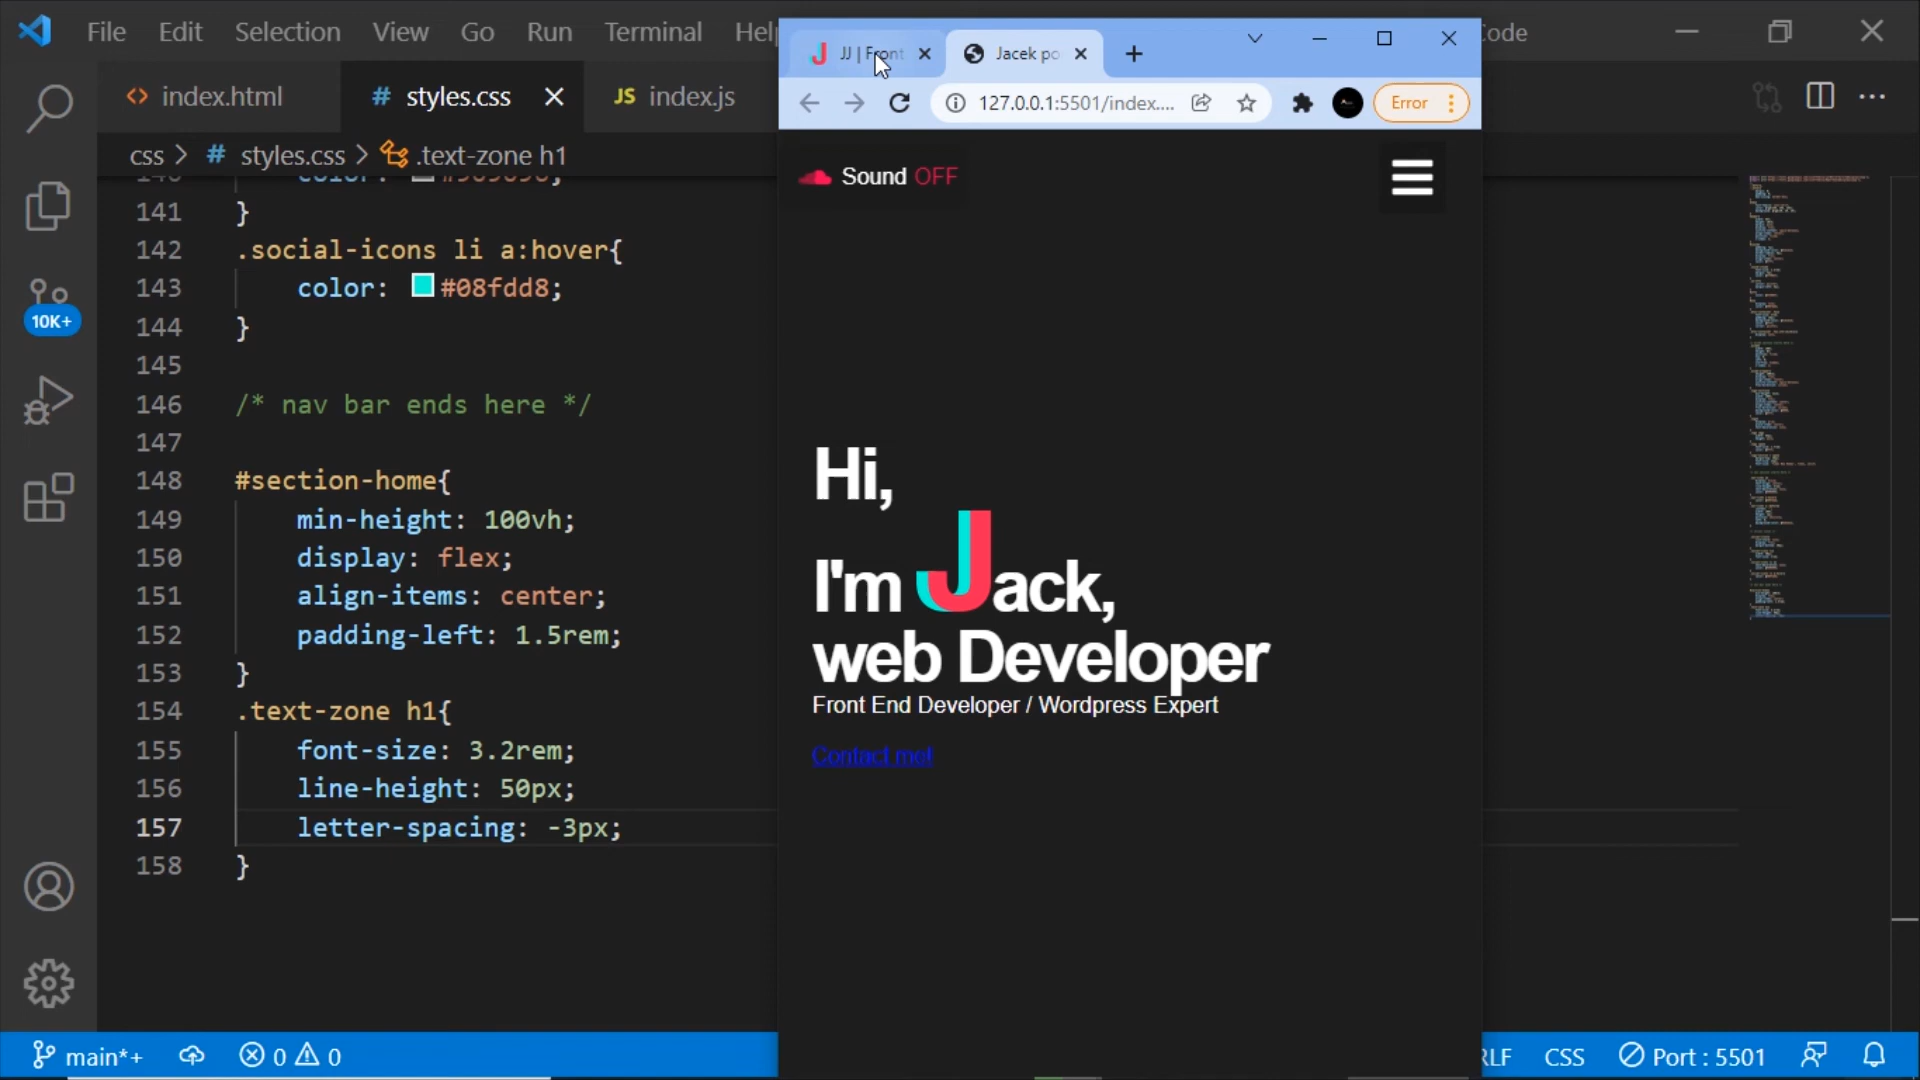 File Edit Selection View Go Run Terminal Help
Code
index.html
# styles.css
JS index.js
css > # styles.css > .text-zone h1
141 }
142 .social-icons li a:hover{
143 color: #08fdd8;
144 }
145
146 /* nav bar ends here */
147
148 #section-home{
149 min-height: 100vh;
150 display: flex;
151 align-items: center;
152 padding-left: 1.5rem;
153 }
154 .text-zone h1{
155 font-size: 3.2rem;
156 line-height: 50px;
157 letter-spacing: -3px;
158 }
10K+
JJ | Front
Jacek po
127.0.0.1:5501/index....
Error
Sound OFF
Hi,
I'm Jack,
web Developer
Front End Developer / Wordpress Expert
Contact me!
main*+
0
0
CSS
Port : 5501